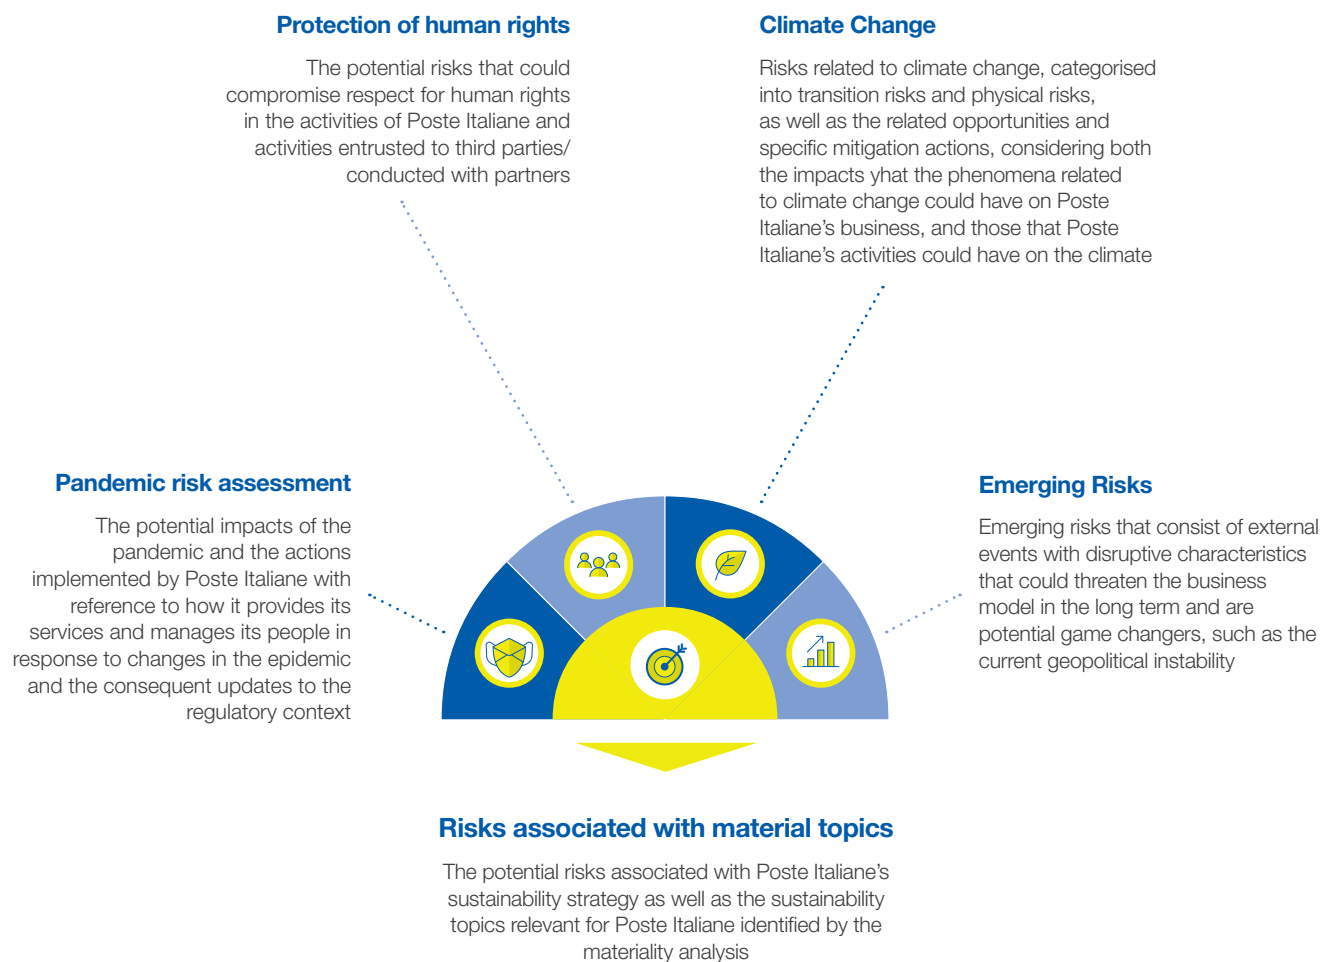 Protection of human rights
The potential risks that could
compromise respect for human rights
in the activities of Poste Italiane and
activities entrusted to third parties/
conducted with partners
Climate Change
Risks related to climate change, categorised
into transition risks and physical risks,
as well as the related opportunities and
specific mitigation actions, considering both
the impacts yhat the phenomena related
to climate change could have on Poste
Italiane’s business, and those that Poste
Italiane’s activities could have on the climate
Pandemic risk assessment
The potential impacts of the
pandemic and the actions
implemented by Poste Italiane with
reference to how it provides its
services and manages its people in
response to changes in the epidemic
and the consequent updates to the
regulatory context
Emerging Risks
Emerging risks that consist of external
events with disruptive characteristics
that could threaten the business
model in the long term and are
potential game changers, such as the
current geopolitical instability
Risks associated with material topics
The potential risks associated with Poste Italiane’s
sustainability strategy as well as the sustainability
topics relevant for Poste Italiane identified by the
materiality analysis